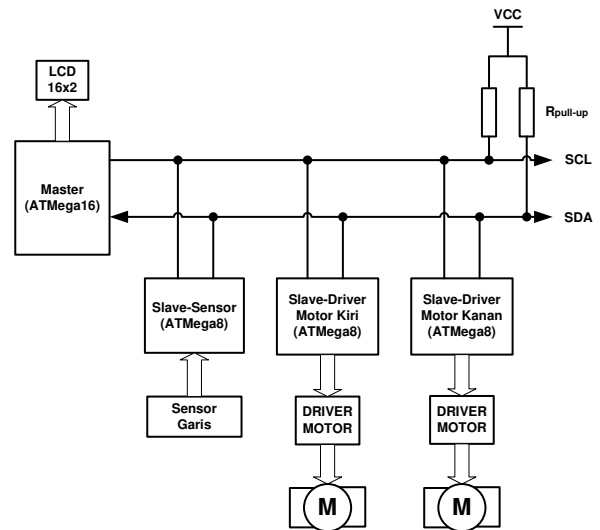 VCC
LCD
16x2
Rpull-up
Master
(ATMega16)
SCL
SDA
Slave-Sensor
(ATMega8)
Slave-Driver
Motor Kiri
(ATMega8)
Slave-Driver
Motor Kanan
(ATMega8)
Sensor
Garis
DRIVER
MOTOR
DRIVER
MOTOR
M
M